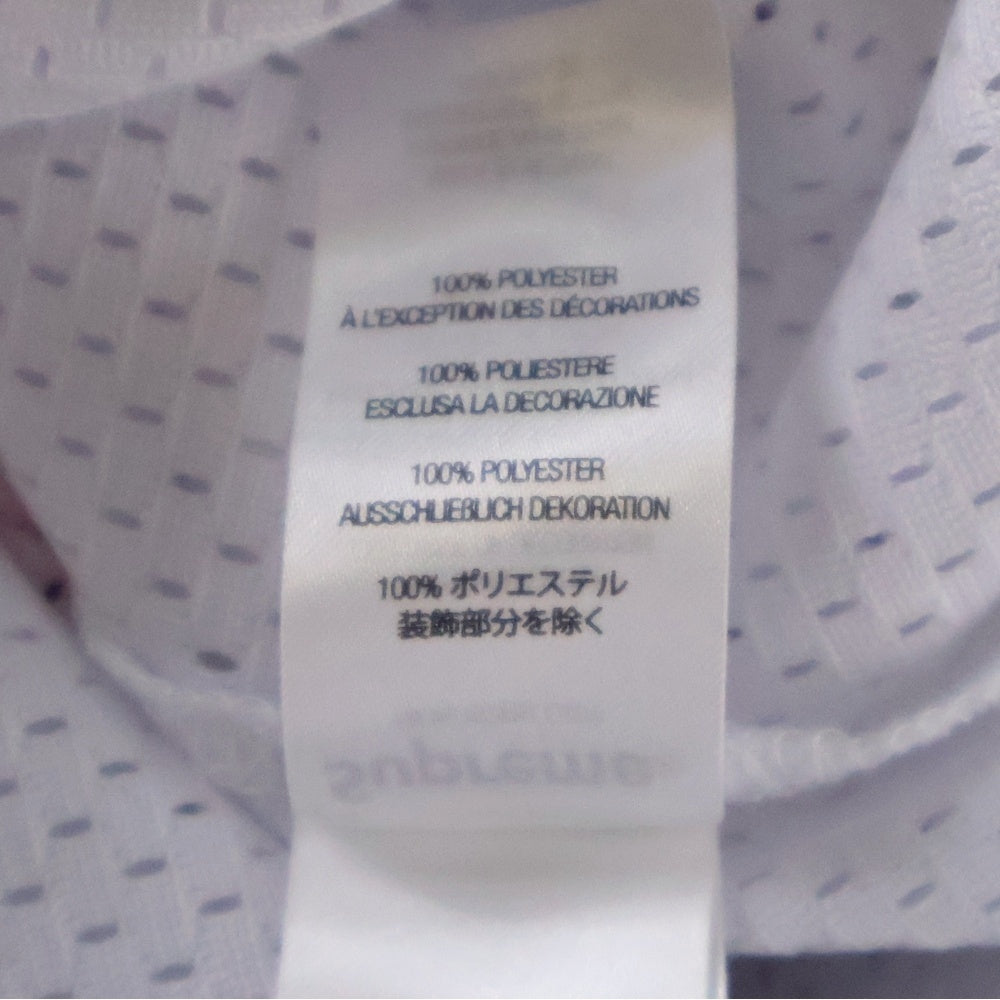 100% POLYESTER
À L'EXCEPTION DES DÉCORATIONS
100% POLIESTERE
ESCLUSA LA DECORAZIONE
100% POLYESTER
AUSSCHLIEßLICH DEKORATION
100% ポリエステル
装飾部分を除く
Supreme